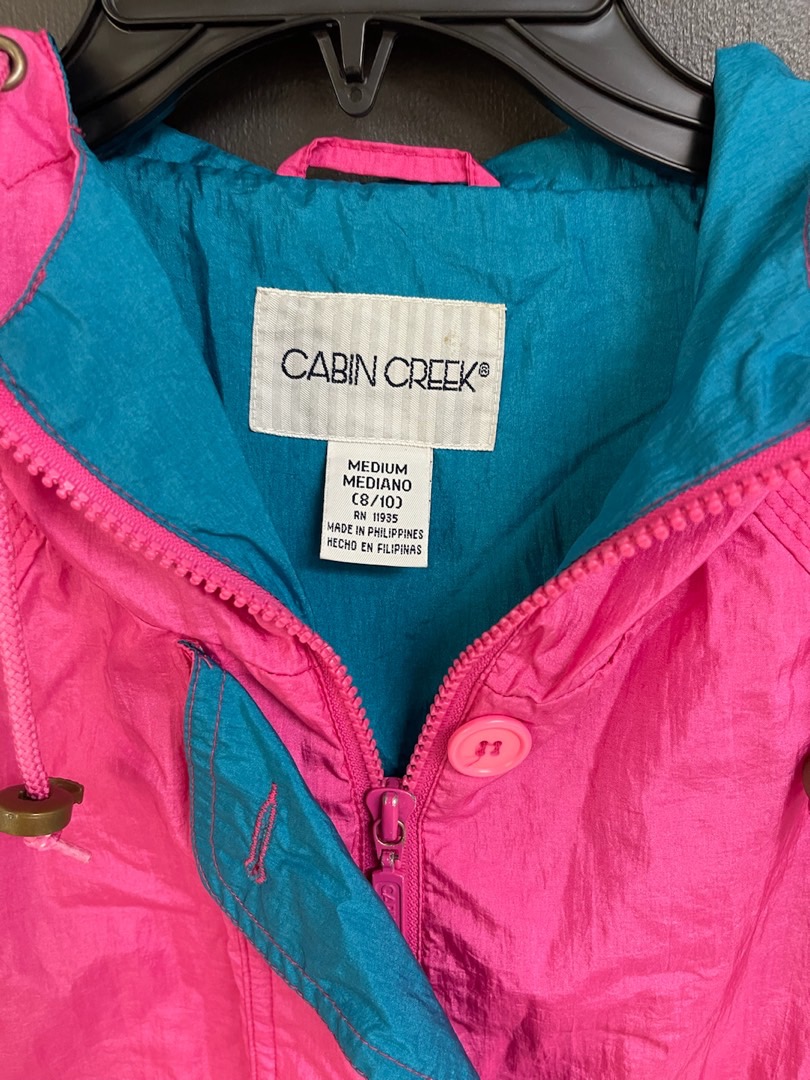 CABIN CREEK®
MEDIUM
MEDIANO
(8/10)
RN 11935
MADE IN PHILIPPINES
HECHO EN FILIPINAS